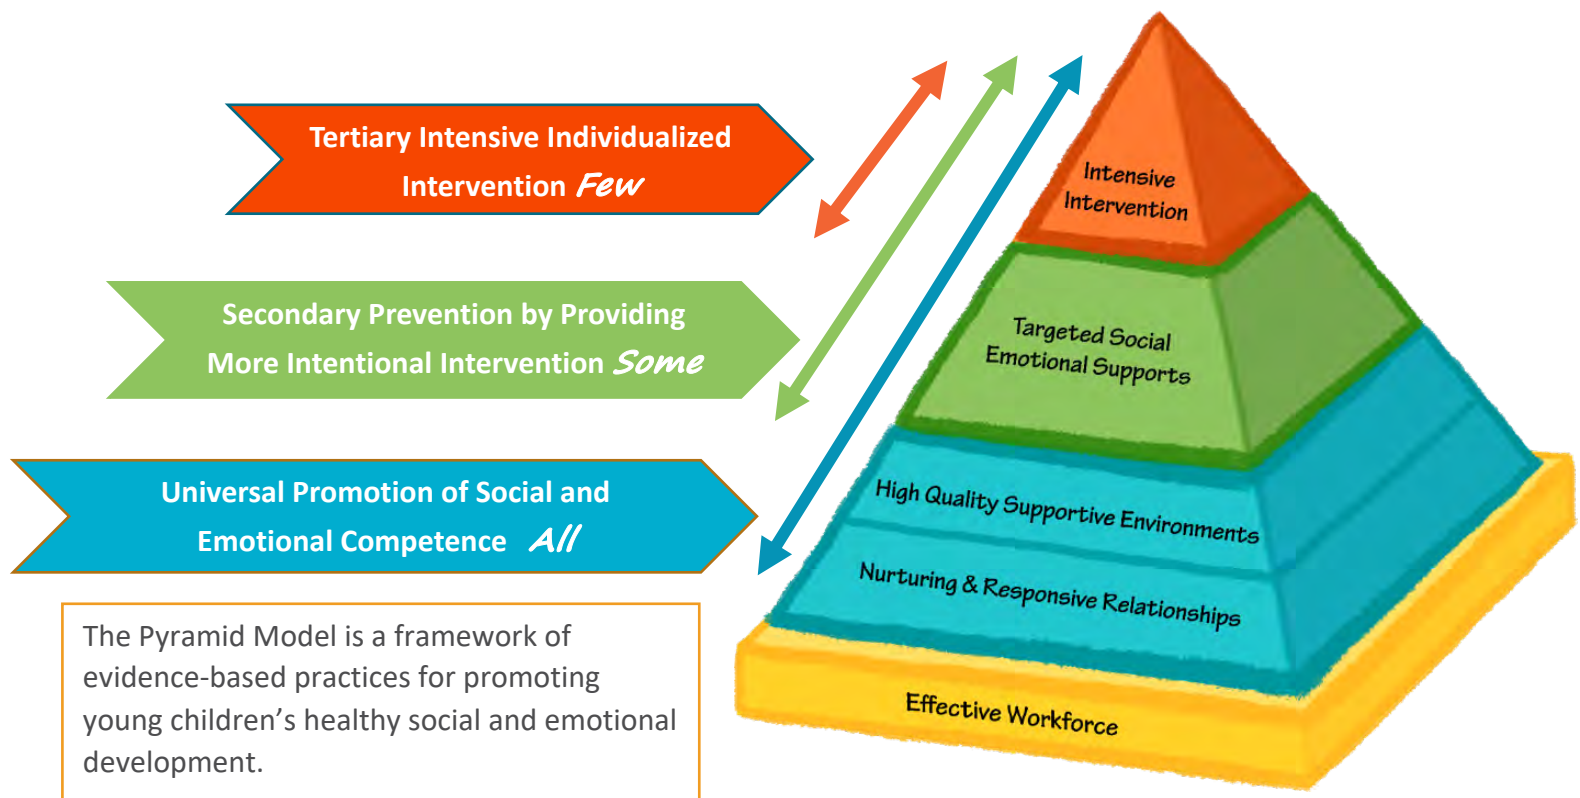 Tertiary Intensive Individualized
Intervention Few
Secondary Prevention by Providing
More Intentional Intervention Some
Universal Promotion of Social and
Emotional Competence All
The Pyramid Model is a framework of
evidence-based practices for promoting
young children’s healthy social and emotional
development.
Intensive
Intervention
Targeted Social
Emotional Supports
High Quality Supportive Environments
Nurturing & Responsive Relationships
Effective Workforce